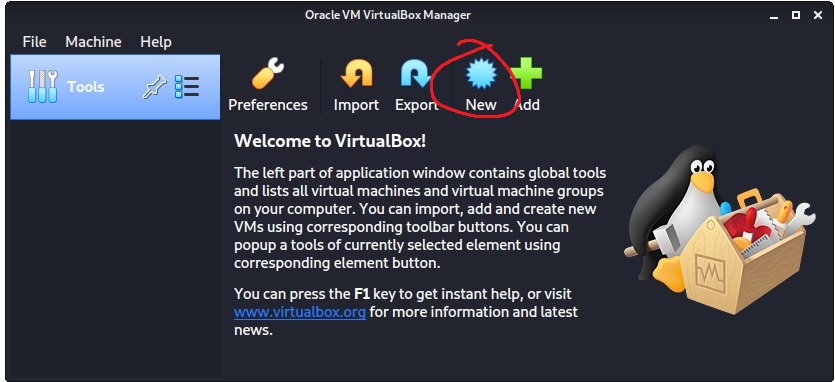 Oracle VM VirtualBox Manager
File Machine Help
Tools
Preferences Import Export New Add
Welcome to VirtualBox!
The left part of application window contains global tools
and lists all virtual machines and virtual machine groups
on your computer. You can import, add and create new
VMs using corresponding toolbar buttons. You can
popup a tools of currently selected element using
corresponding element button.
You can press the F1 key to get instant help, or visit
www.virtualbox.org for more information and latest
news.